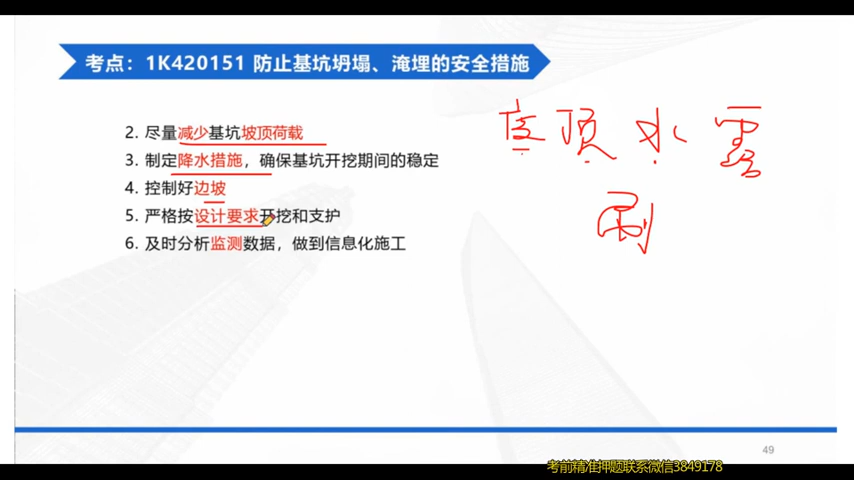 考点：1K420151 防止基坑坍塌、淹埋的安全措施
2. 尽量减少基坑坡顶荷载
3. 制定降水措施，确保基坑开挖期间的稳定
4. 控制好边坡
5. 严格按设计要求开挖和支护
6. 及时分析监测数据，做到信息化施工
顶 水 露
刷
49
考前精准押题联系微信3849178